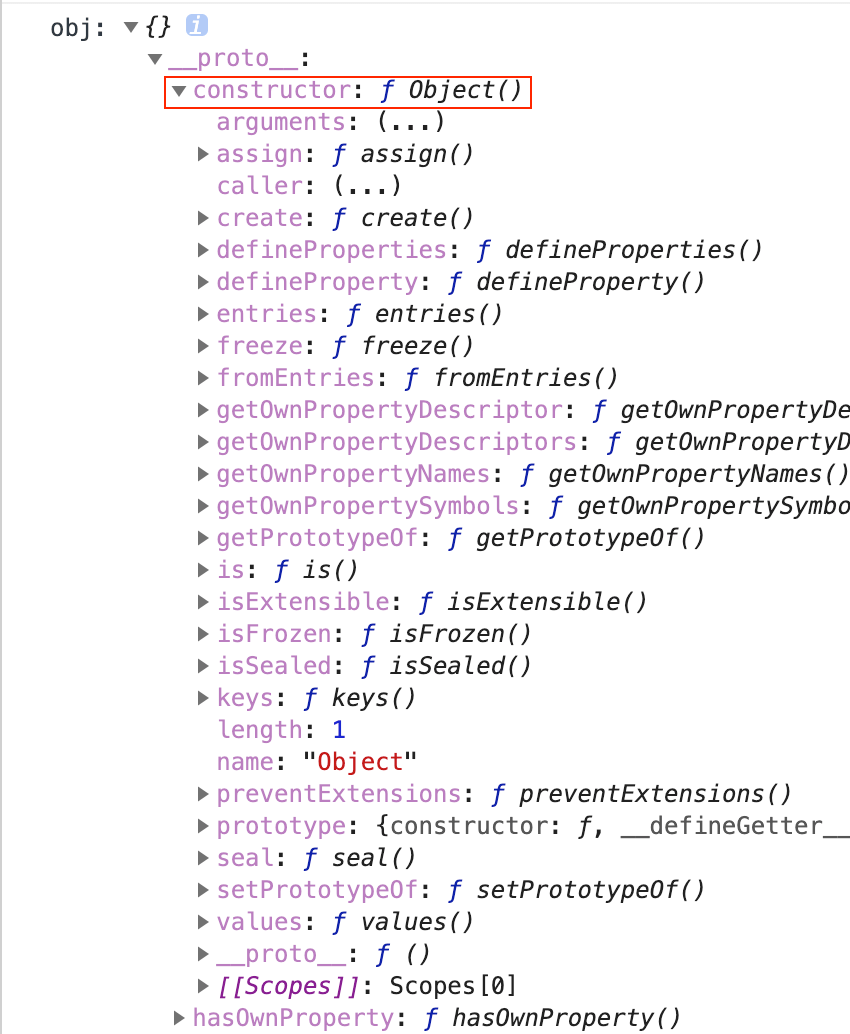 obj: ▼{} i
▼__proto__:
▼constructor: ƒ Object()
arguments: (...)
▶assign: ƒ assign()
caller: (...)
▶create: ƒ create()
▶defineProperties: ƒ defineProperties()
▶defineProperty: ƒ defineProperty()
▶entries: ƒ entries()
▶freeze: ƒ freeze()
▶fromEntries: ƒ fromEntries()
▶getOwnPropertyDescriptor: ƒ getOwnPropertyDe
▶getOwnPropertyDescriptors: ƒ getOwnPropertyD
▶getOwnPropertyNames: ƒ getOwnPropertyNames()
▶getOwnPropertySymbols: ƒ getOwnPropertySymbo
▶getPrototypeOf: ƒ getPrototypeOf()
▶is: ƒ is()
▶isExtensible: ƒ isExtensible()
▶isFrozen: ƒ isFrozen()
▶isSealed: ƒ isSealed()
▶keys: ƒ keys()
length: 1
name: "Object"
▶preventExtensions: ƒ preventExtensions()
▶prototype: {constructor: ƒ, __defineGetter__
▶seal: ƒ seal()
▶setPrototypeOf: ƒ setPrototypeOf()
▶values: ƒ values()
▶__proto__: ƒ ()
▶[[Scopes]]: Scopes[0]
▶hasOwnProperty: ƒ hasOwnProperty()